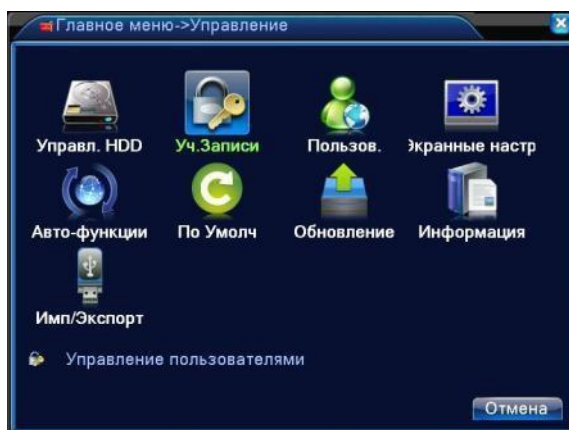 Главное меню->Управление
Управл. HDD
Уч.Записи
Пользов.
Экранные настр
Авто-функции
По Умолч
Обновление
Информация
Имп/Экспорт
Управление пользователями
Отмена